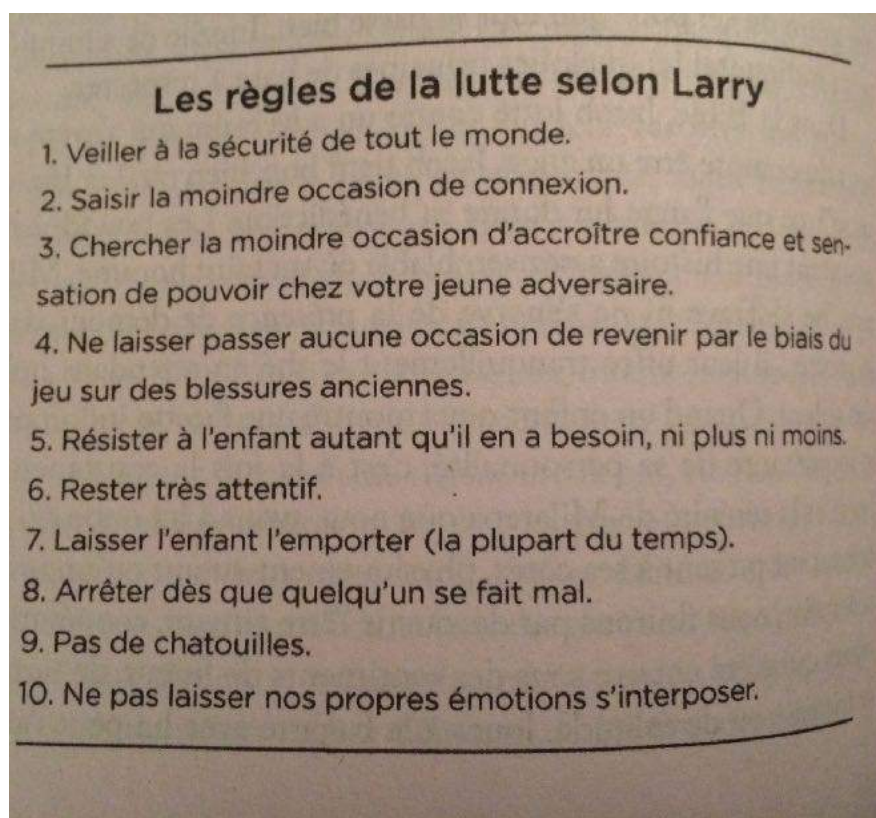 Les règles de la lutte selon Larry
1. Veiller à la sécurité de tout le monde.
2. Saisir la moindre occasion de connexion.
3. Chercher la moindre occasion d'accroître confiance et sen-
sation de pouvoir chez votre jeune adversaire.
4. Ne laisser passer aucune occasion de revenir par le biais du
jeu sur des blessures anciennes.
5. Résister à l'enfant autant qu'il en a besoin, ni plus ni moins.
6. Rester très attentif.
7. Laisser l'enfant l'emporter (la plupart du temps).
8. Arrêter dès que quelqu'un se fait mal.
9. Pas de chatouilles.
10. Ne pas laisser nos propres émotions s'interposer.